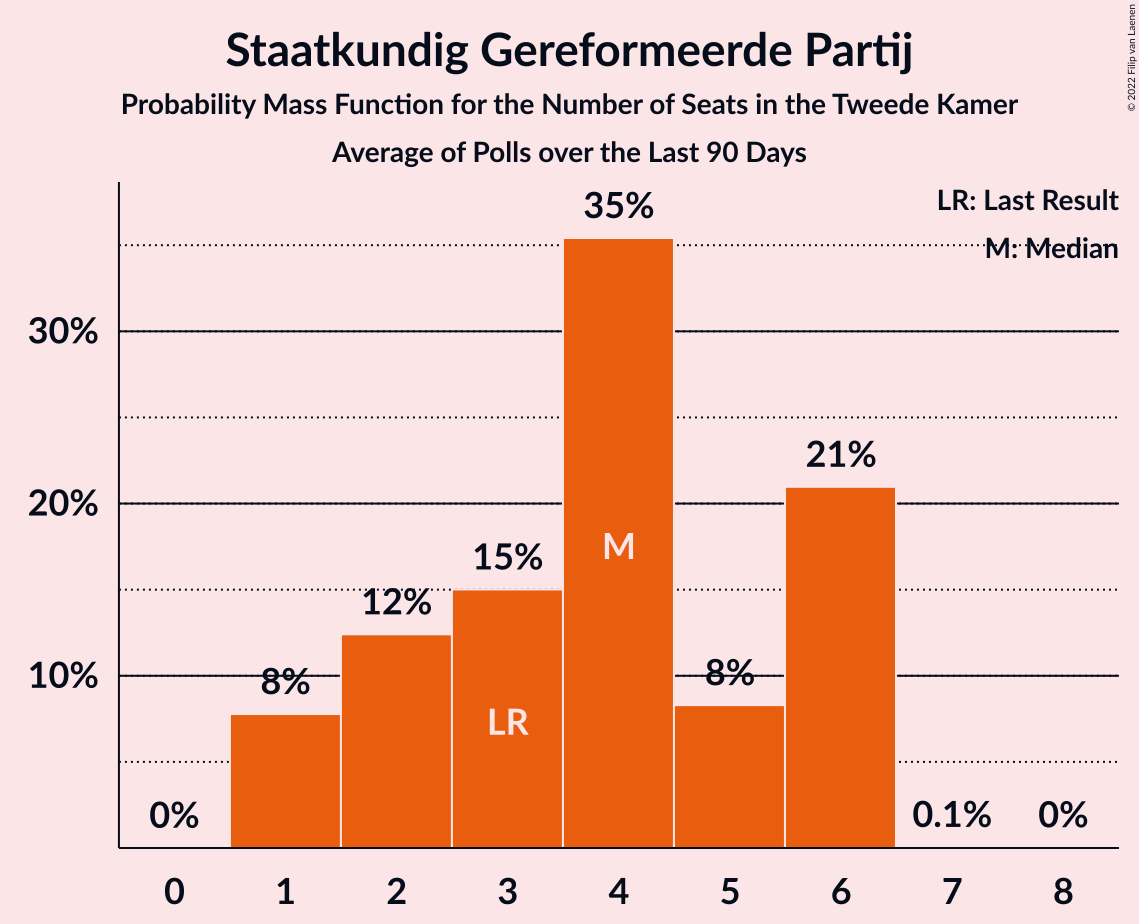 Staatkundig Gereformeerde Partij
Probability Mass Function for the Number of Seats in the Tweede Kamer
Average of Polls over the Last 90 Days
© 2022 Filip van Laenen
LR: Last Result
M: Median
35%
30%
21%
20%
M
15%
12%
10%
8%
8%
LR
0%
0.1%
0%
0 1 2 3 4 5 6 7 8